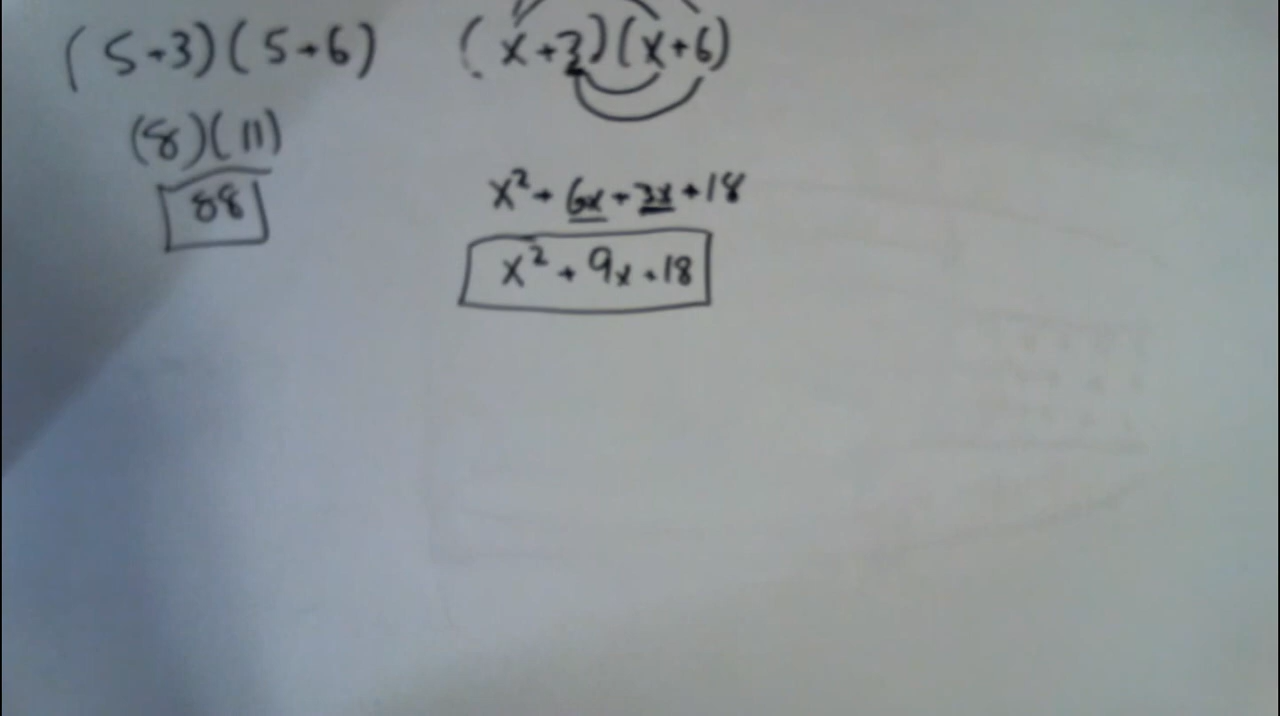 (5+3)(5+6)
(8)(11)
88
(x+3)(x+6)
x² + 6x + 3x + 18
x² + 9x + 18